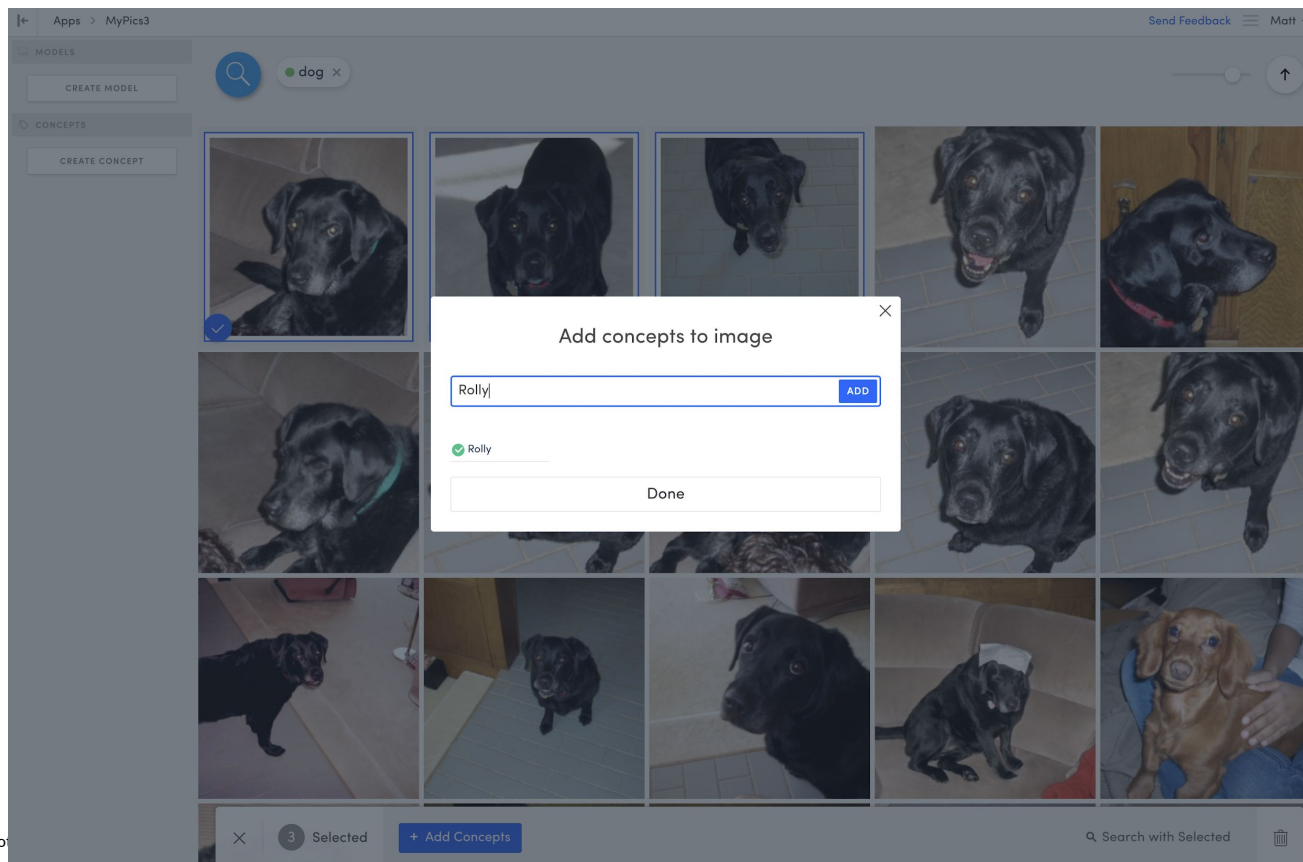 Apps > MyPics3
Send Feedback
Matt
MODELS
CREATE MODEL
CONCEPTS
CREATE CONCEPT
dog ×
Add concepts to image
Rolly
ADD
Rolly
Done
3 Selected
+ Add Concepts
Search with Selected